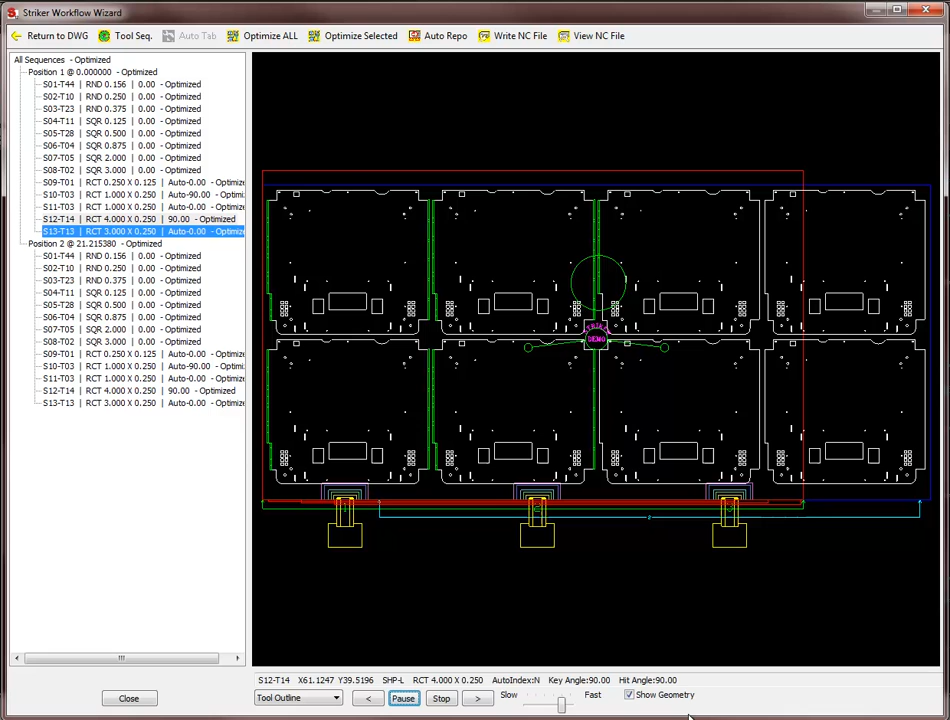 Striker Workflow Wizard
Return to DWG Tool Seq. Auto Tab Optimize ALL Optimize Selected Auto Repo Write NC File View NC File
All Sequences - Optimized
Position 1 @ 0.000000 - Optimized
S01-T44 | RND 0.156 | 0.00 - Optimized
S02-T10 | RND 0.250 | 0.00 - Optimized
S03-T23 | RND 0.375 | 0.00 - Optimized
S04-T11 | SQR 0.125 | 0.00 - Optimized
S05-T28 | SQR 0.500 | 0.00 - Optimized
S06-T04 | SQR 0.875 | 0.00 - Optimized
S07-T05 | SQR 2.000 | 0.00 - Optimized
S08-T02 | SQR 3.000 | 0.00 - Optimized
S09-T01 | RCT 0.250 X 0.125 | Auto-0.00 - Optimize
S10-T03 | RCT 1.000 X 0.250 | Auto-90.00 - Optimi
S11-T03 | RCT 1.000 X 0.250 | Auto-0.00 - Optimize
S12-T14 | RCT 4.000 X 0.250 | 90.00 - Optimized
S13-T13 | RCT 3.000 X 0.250 | Auto-0.00 - Optimize
Position 2 @ 21.215380 - Optimized
S01-T44 | RND 0.156 | 0.00 - Optimized
S02-T10 | RND 0.250 | 0.00 - Optimized
S03-T23 | RND 0.375 | 0.00 - Optimized
S04-T11 | SQR 0.125 | 0.00 - Optimized
S05-T28 | SQR 0.500 | 0.00 - Optimized
S06-T04 | SQR 0.875 | 0.00 - Optimized
S07-T05 | SQR 2.000 | 0.00 - Optimized
S08-T02 | SQR 3.000 | 0.00 - Optimized
S09-T01 | RCT 0.250 X 0.125 | Auto-0.00 - Optimize
S10-T03 | RCT 1.000 X 0.250 | Auto-90.00 - Optimi
S11-T03 | RCT 1.000 X 0.250 | Auto-0.00 - Optimize
S12-T14 | RCT 4.000 X 0.250 | 90.00 - Optimized
S13-T13 | RCT 3.000 X 0.250 | Auto-0.00 - Optimize
DEMO
2
S12-T14 X61.1247 Y39.5196 SHP-L RCT 4.000 X 0.250 AutoIndex:N Key Angle:90.00 Hit Angle:90.00
Close Tool Outline < Pause Stop > Slow Fast Show Geometry